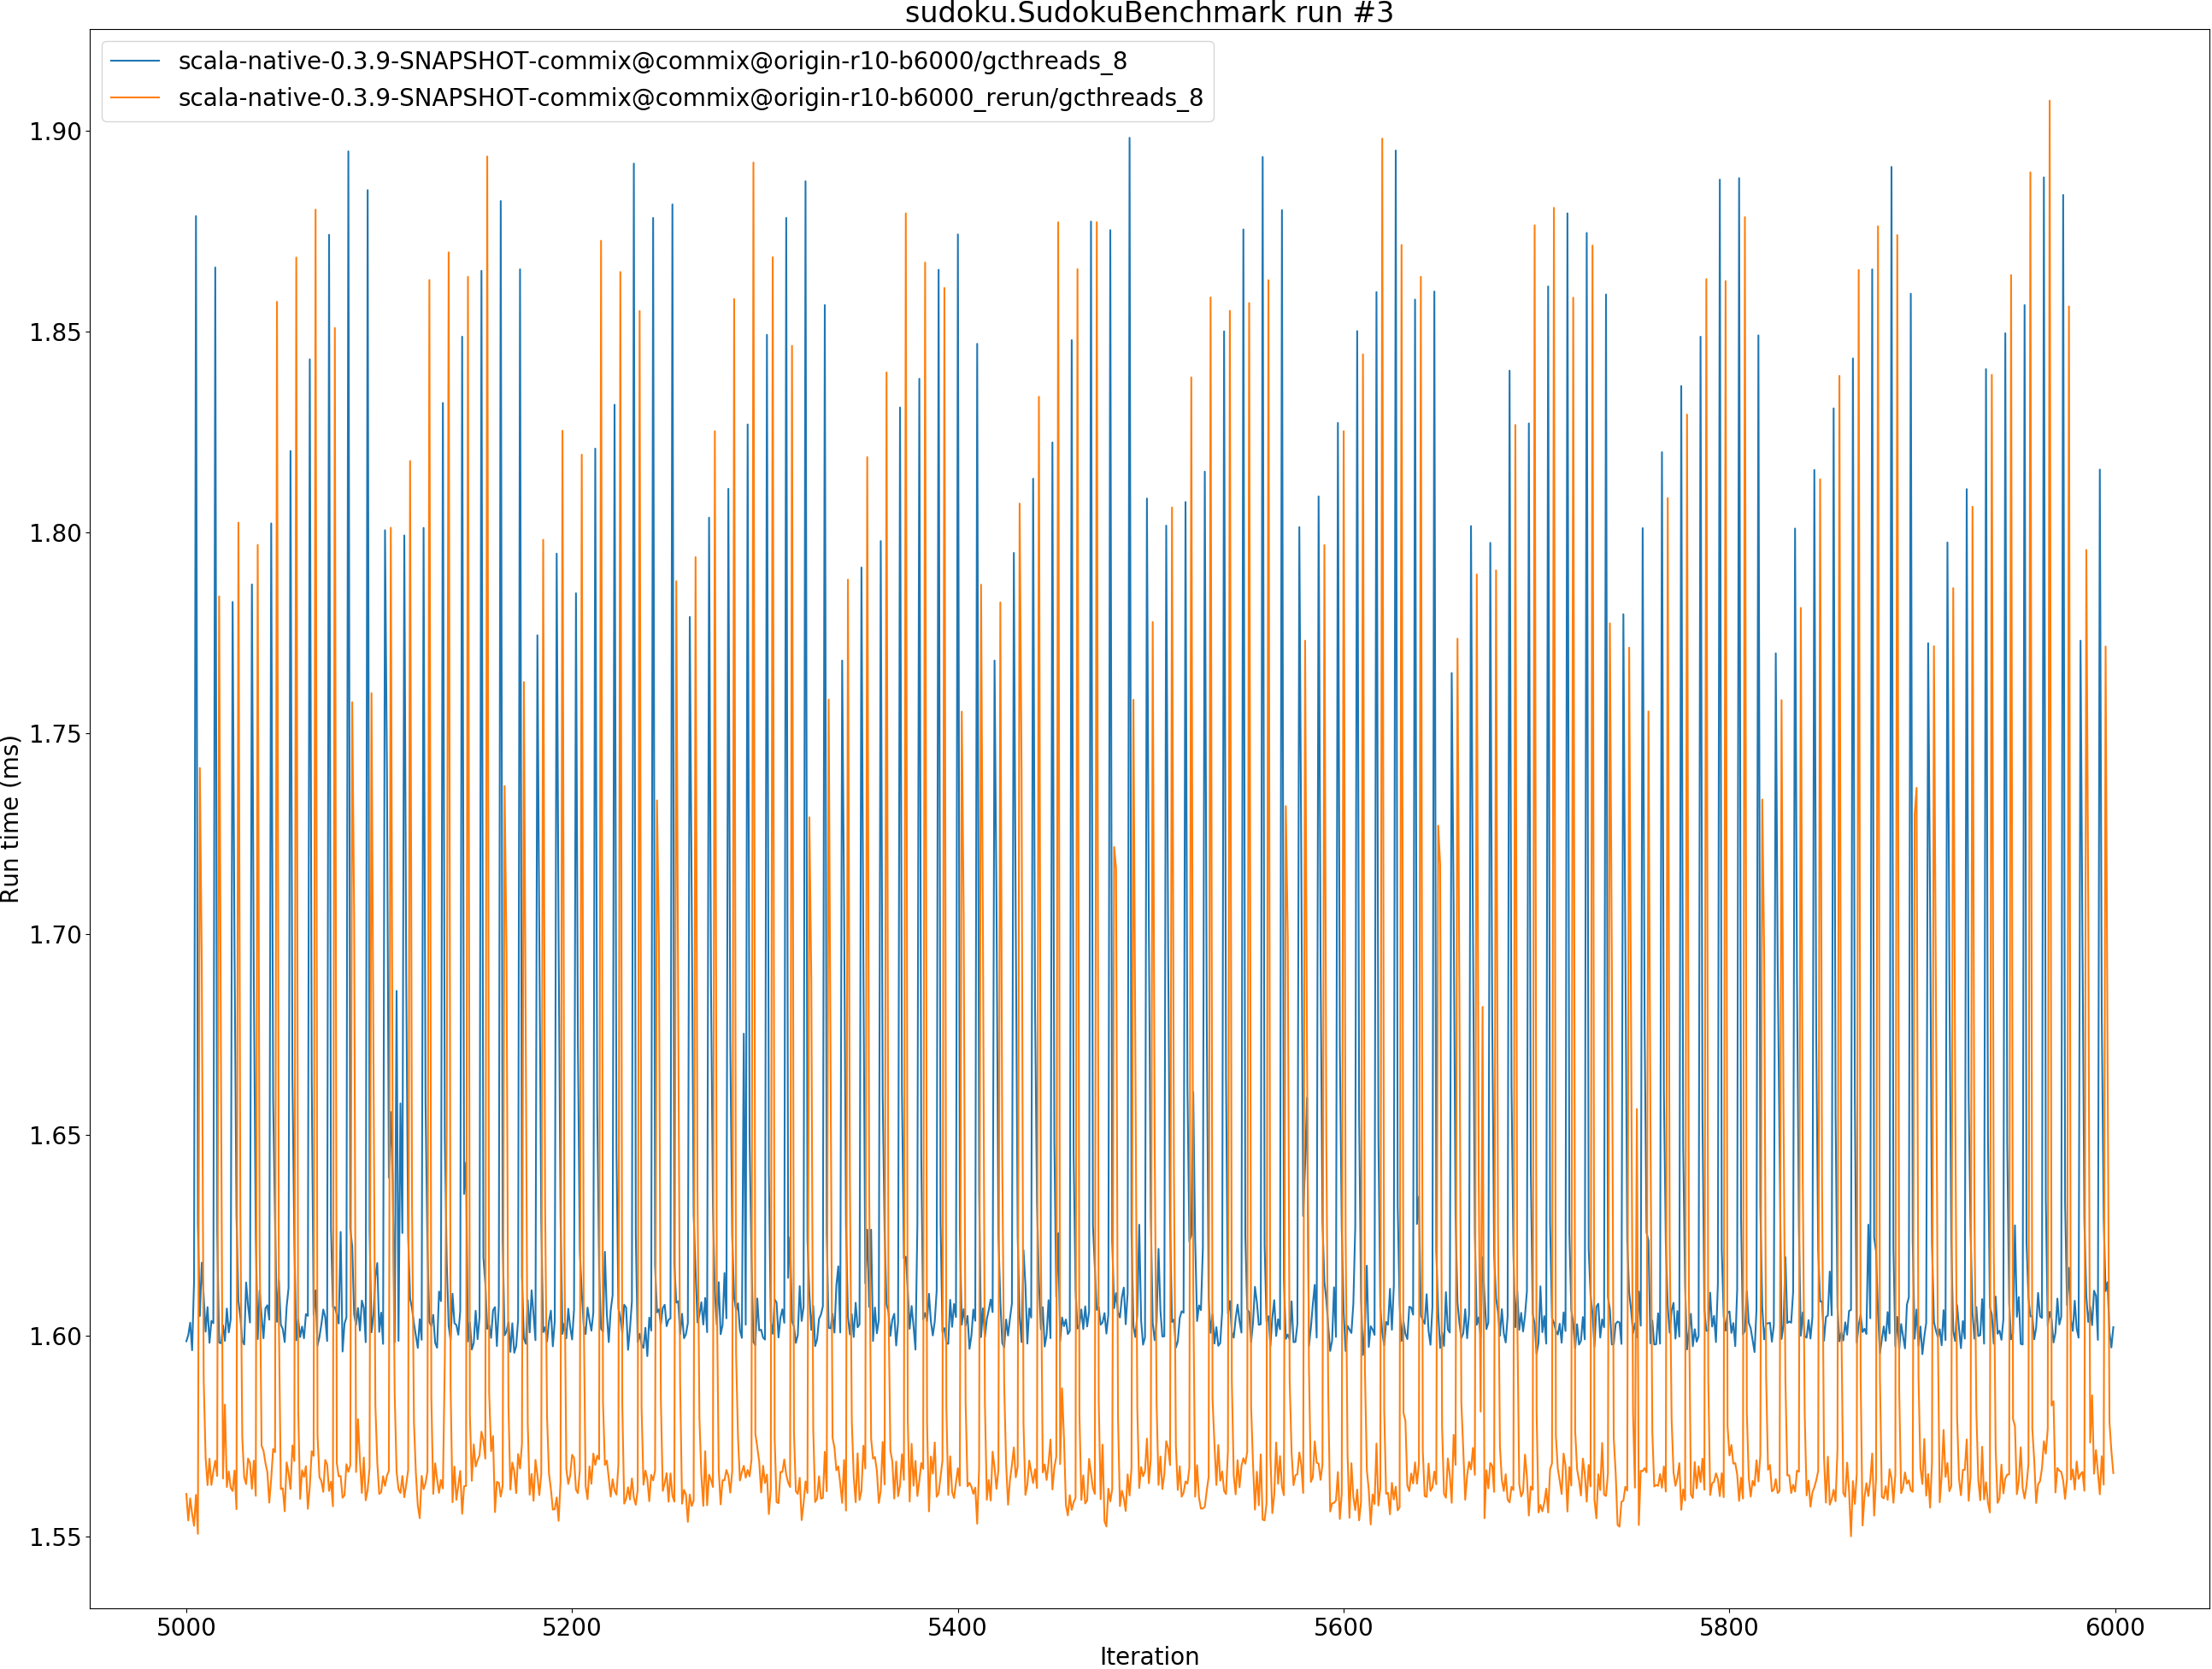 sudoku.SudokuBenchmark run #3
scala-native-0.3.9-SNAPSHOT-commix@commix@origin-r10-b6000/gcthreads_8
scala-native-0.3.9-SNAPSHOT-commix@commix@origin-r10-b6000_rerun/gcthreads_8
Run time (ms)
1.90
1.85
1.80
1.75
1.70
1.65
1.60
1.55
5000 5200 5400 5600 5800 6000
Iteration